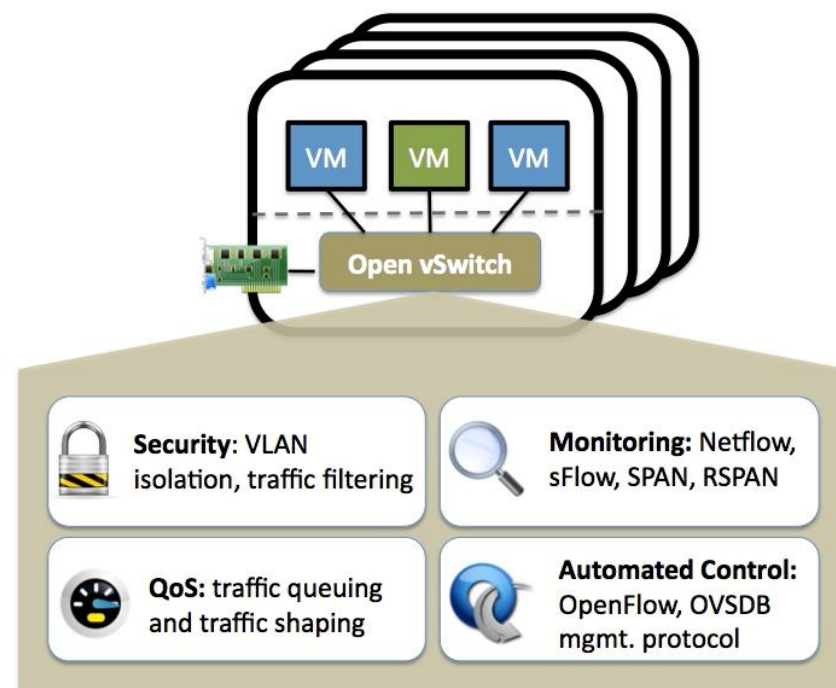 VM
VM
VM
Open vSwitch
Security: VLAN
isolation, traffic filtering
Monitoring: Netflow,
sFlow, SPAN, RSPAN
QoS: traffic queuing
and traffic shaping
Automated Control:
OpenFlow, OVSDB
mgmt. protocol